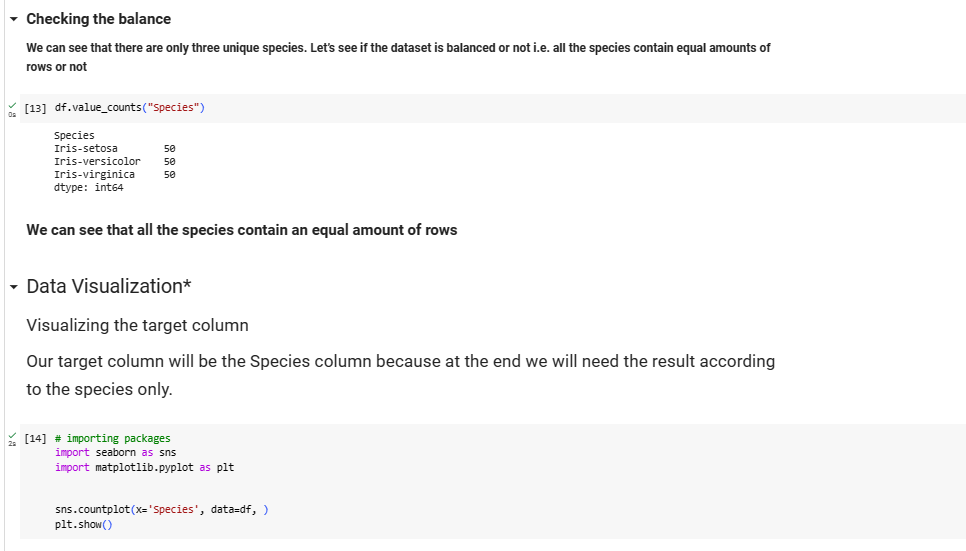 Checking the balance
We can see that there are only three unique species. Let's see if the dataset is balanced or not i.e. all the species contain equal amounts of
rows or not
0s [13] df.value_counts("Species")
Species
Iris-setosa 50
Iris-versicolor 50
Iris-virginica 50
dtype: int64
We can see that all the species contain an equal amount of rows
Data Visualization*
Visualizing the target column
Our target column will be the Species column because at the end we will need the result according
to the species only.
2s [14] # importing packages
import seaborn as sns
import matplotlib.pyplot as plt
sns.countplot(x='Species', data=df, )
plt.show()